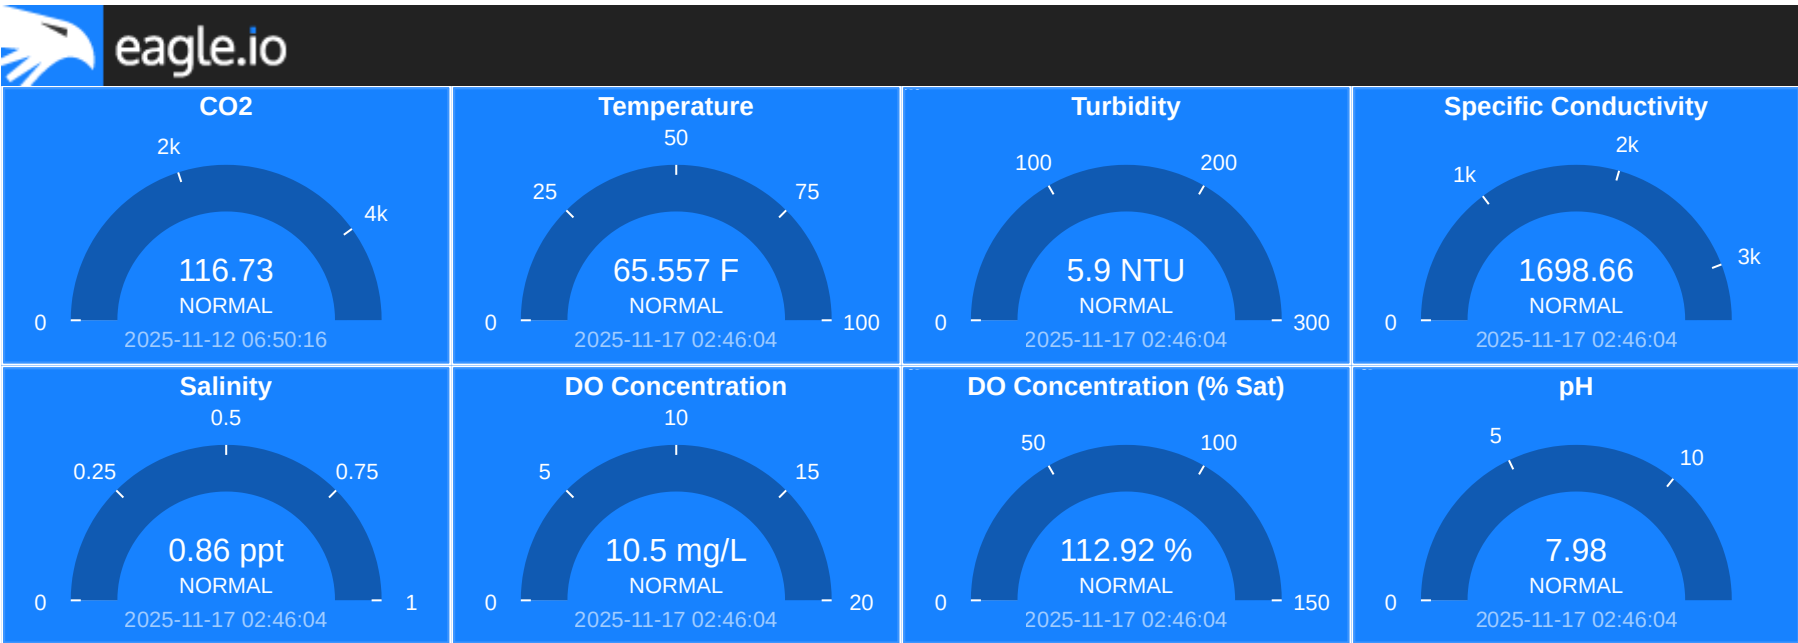 eagle.io
CO2
2k
4k
116.73
NORMAL
0
2025-11-12 06:50:16
Temperature
50
25
75
65.557 F
NORMAL
0
100
2025-11-17 02:46:04
Turbidity
100
200
5.9 NTU
NORMAL
0
300
2025-11-17 02:46:04
Specific Conductivity
2k
1k
3k
1698.66
NORMAL
0
2025-11-17 02:46:04
Salinity
0.5
0.25
0.75
0.86 ppt
NORMAL
0
1
2025-11-17 02:46:04
DO Concentration
10
5
15
10.5 mg/L
NORMAL
0
20
2025-11-17 02:46:04
DO Concentration (% Sat)
50
100
112.92 %
NORMAL
0
150
2025-11-17 02:46:04
pH
5
10
7.98
NORMAL
0
2025-11-17 02:46:04